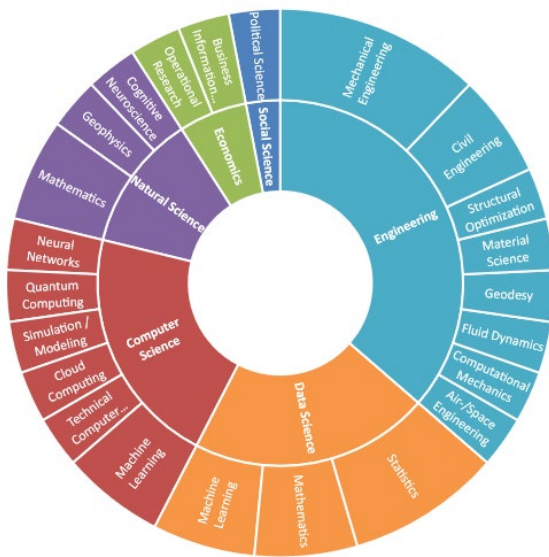 Political Science
Business
Information...
Operational
Research
Cognitive
Neuroscience
Geophysics
Mathematics
Neural
Networks
Quantum
Computing
Simulation /
Modeling
Cloud
Computing
Technical
Computer...
Machine
Learning
Machine
Learning
Mathematics
Statistics
Air-/Space
Engineering
Computational
Mechanics
Fluid Dynamics
Geodesy
Material
Science
Structural
Optimization
Civil
Engineering
Mechanical
Engineering
Social Science
Economics
Natural Science
Computer
Science
Data Science
Engineering